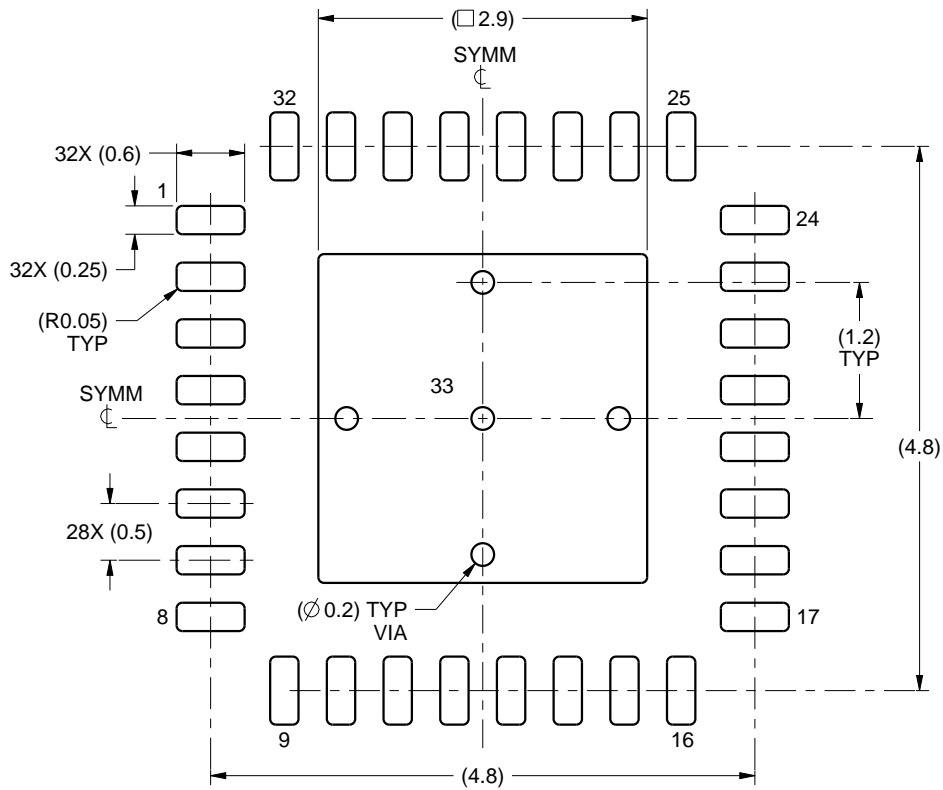 (□ 2.9)
SYMM
℄
32
25
32X (0.6)
1
24
32X (0.25)
(R0.05)
TYP
(1.2)
TYP
33
SYMM
℄
(4.8)
28X (0.5)
(∅ 0.2) TYP
VIA
8
17
9
16
(4.8)